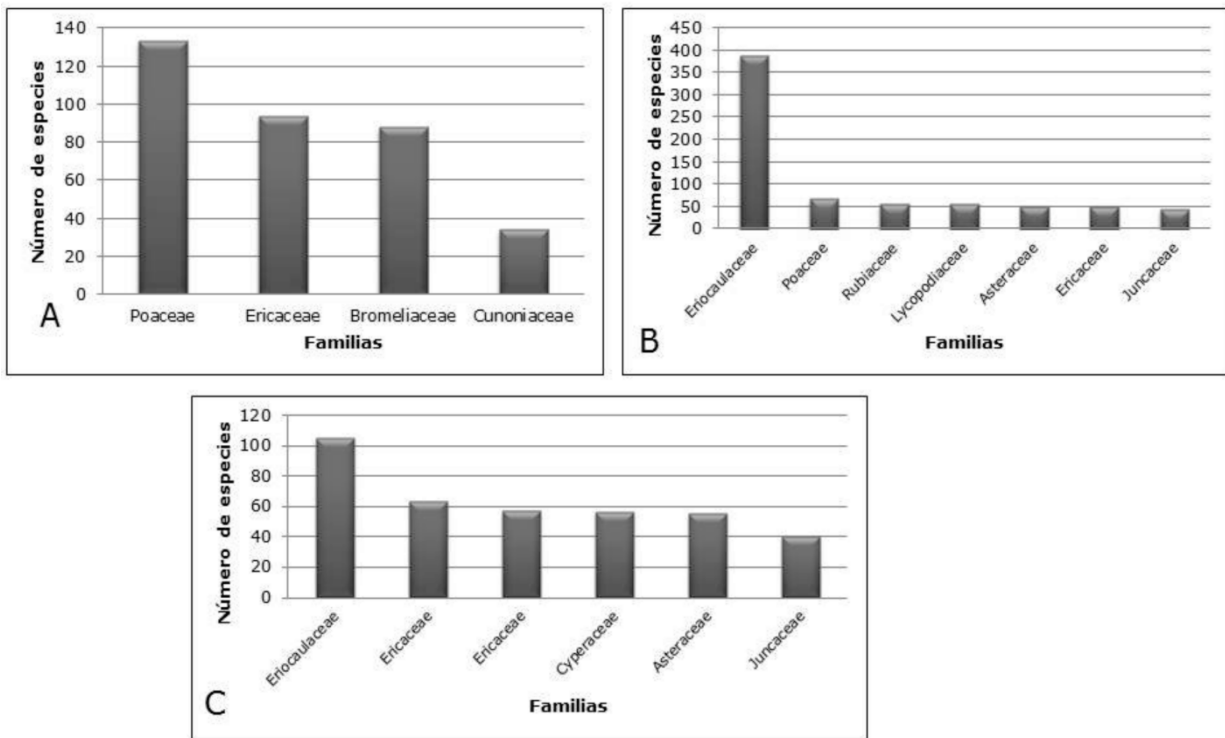 140
120
100
80
60
40
20
0
Número de especies
Poaceae Ericaceae Bromeliaceae Cunoniaceae
Familias
A
450
400
350
300
250
200
150
100
50
0
Número de especies
Eriocaulaceae
Poaceae
Rubiaceae
Lycopodiaceae
Asteraceae
Ericaceae
Juncaceae
Familias
B
120
100
80
60
40
20
0
Número de especies
Eriocaulaceae
Ericaceae
Ericaceae
Cyperaceae
Asteraceae
Juncaceae
Familias
C